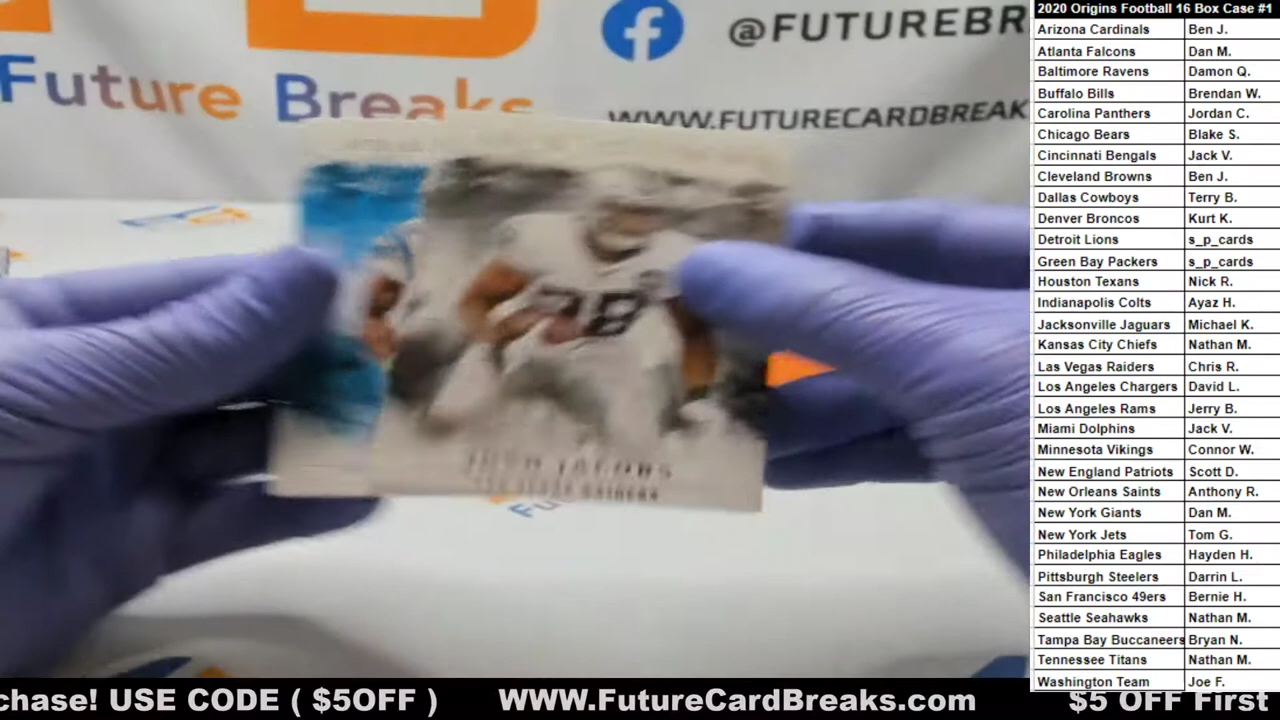 Future Breaks
@FUTUREBR
WWW.FUTURECARDBREAK
28
JOSH JACOBS
2020 Origins Football 16 Box Case #1
Arizona Cardinals Ben J.
Atlanta Falcons Dan M.
Baltimore Ravens Damon Q.
Buffalo Bills Brendan W.
Carolina Panthers Jordan C.
Chicago Bears Blake S.
Cincinnati Bengals Jack V.
Cleveland Browns Ben J.
Dallas Cowboys Terry B.
Denver Broncos Kurt K.
Detroit Lions s_p_cards
Green Bay Packers s_p_cards
Houston Texans Nick R.
Indianapolis Colts Ayaz H.
Jacksonville Jaguars Michael K.
Kansas City Chiefs Nathan M.
Las Vegas Raiders Chris R.
Los Angeles Chargers David L.
Los Angeles Rams Jerry B.
Miami Dolphins Jack V.
Minnesota Vikings Connor W.
New England Patriots Scott D.
New Orleans Saints Anthony R.
New York Giants Dan M.
New York Jets Tom G.
Philadelphia Eagles Hayden H.
Pittsburgh Steelers Darrin L.
San Francisco 49ers Bernie H.
Seattle Seahawks Nathan M.
Tampa Bay Buccaneers Bryan N.
Tennessee Titans Nathan M.
Washington Team Joe F.
chase! USE CODE ( $5OFF ) WWW.FutureCardBreaks.com $5 OFF First